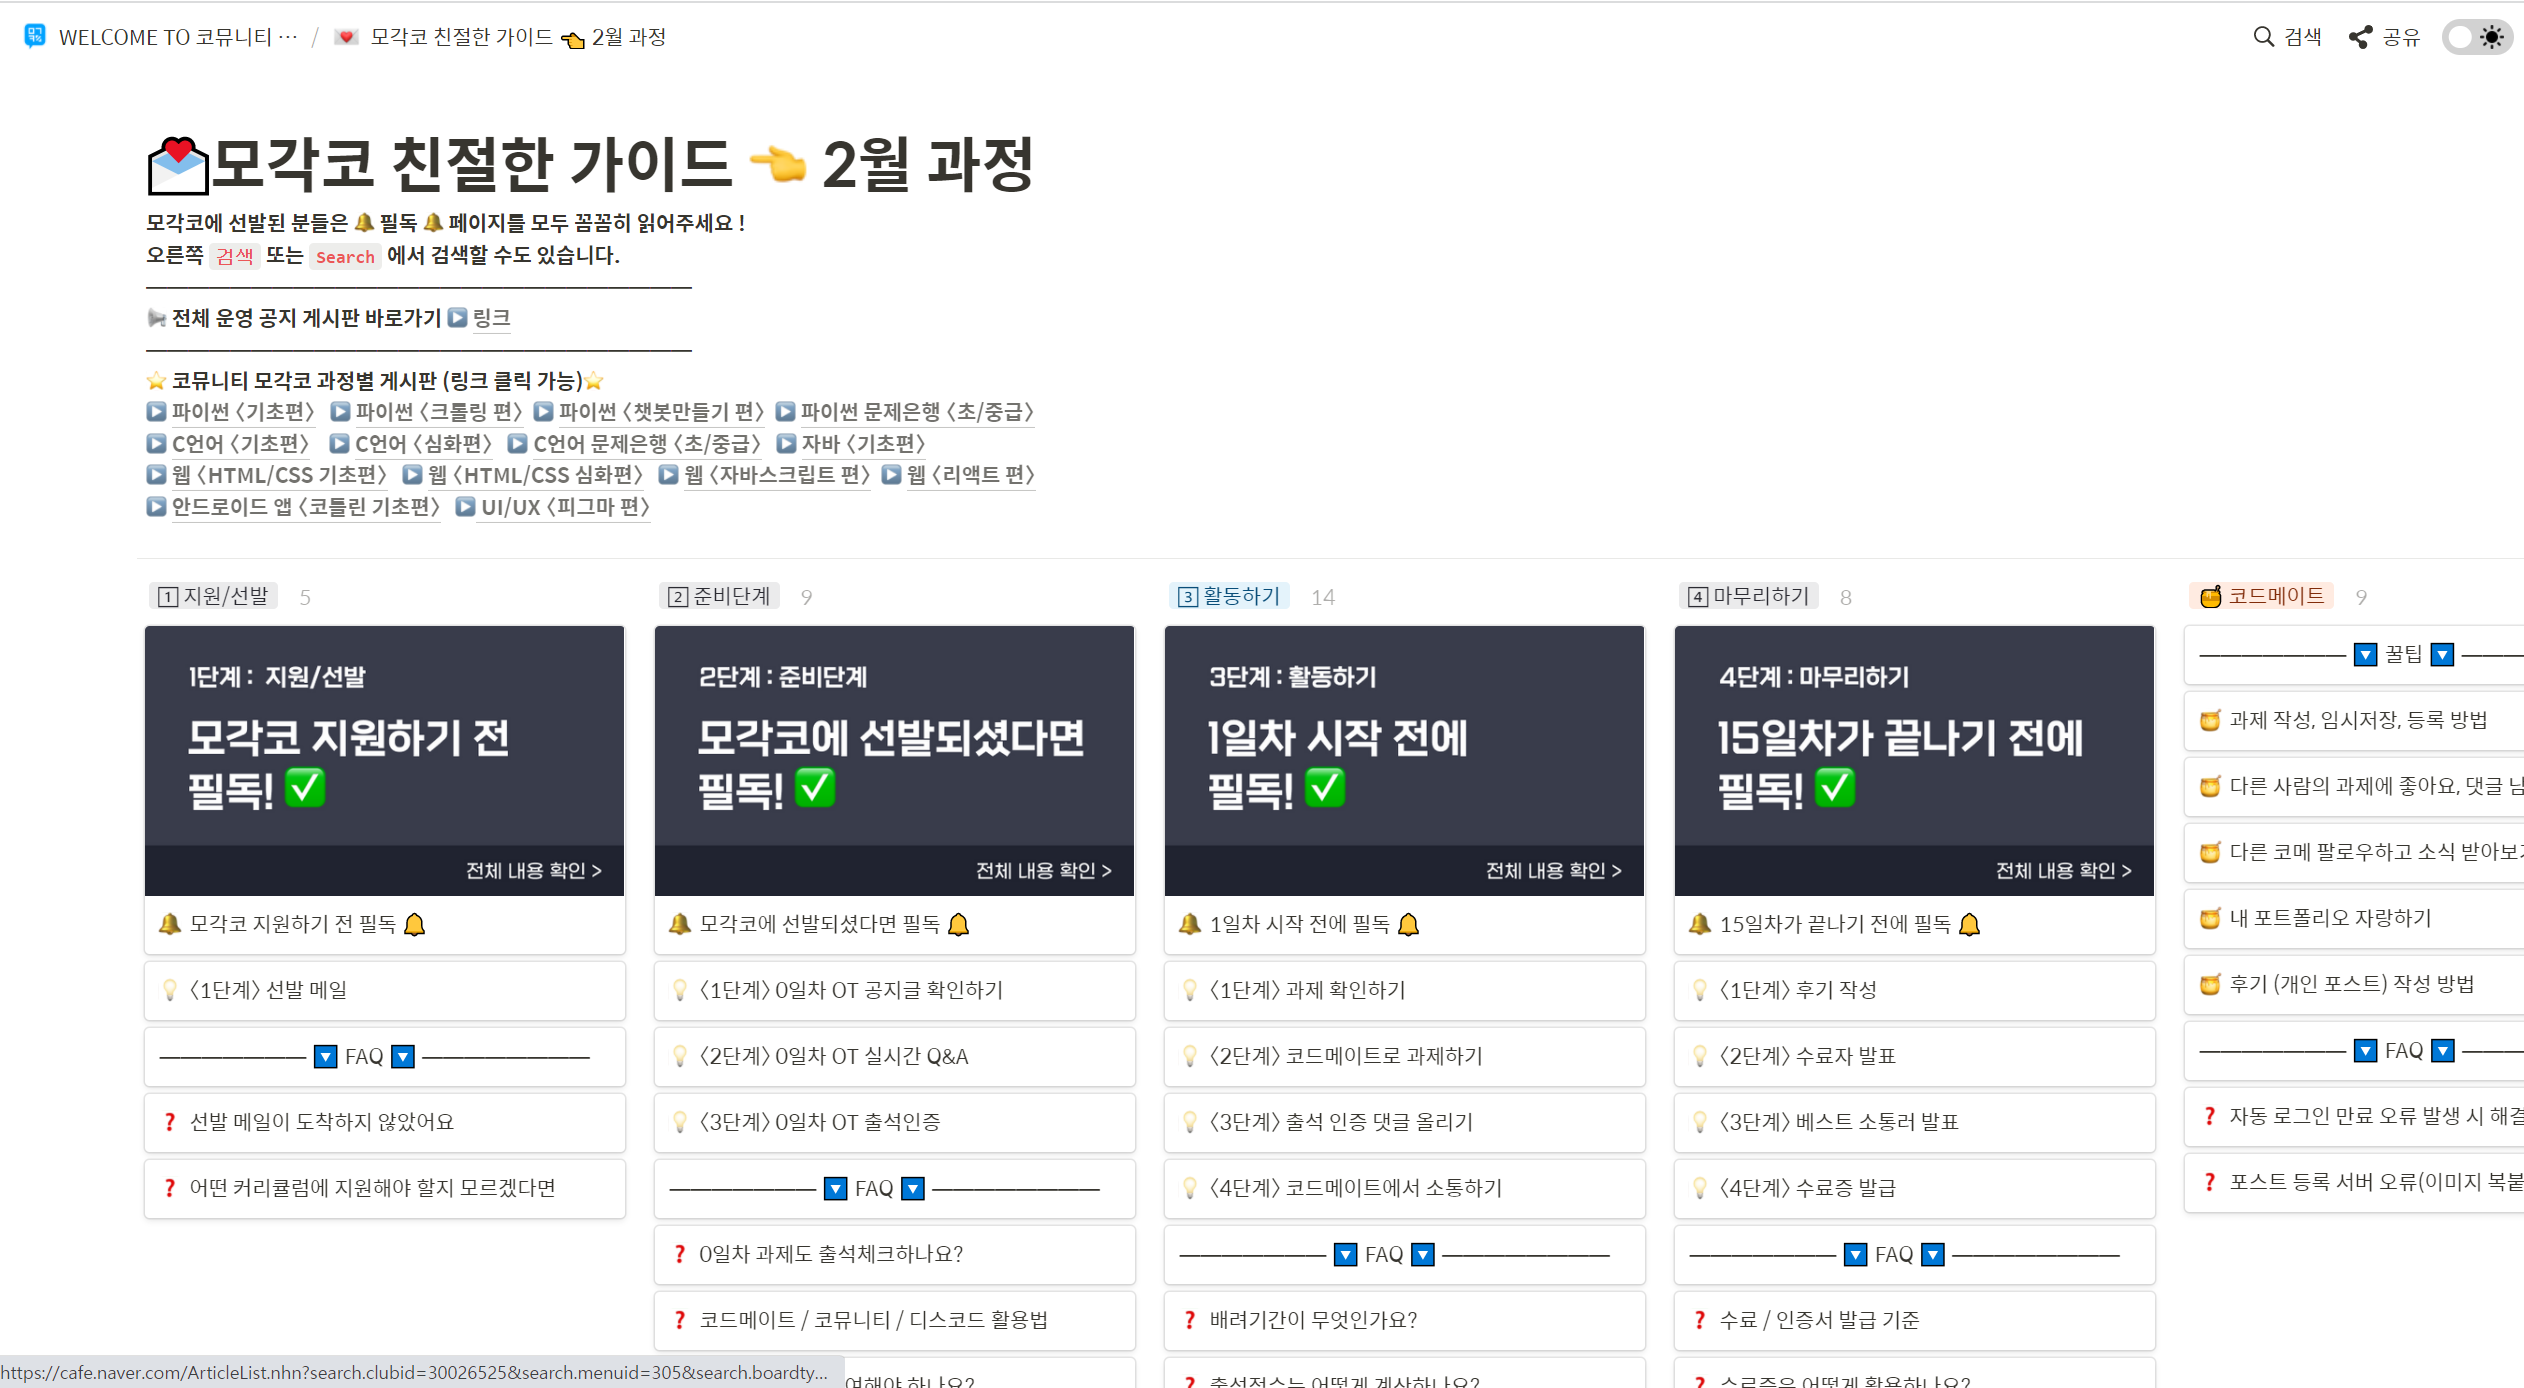 WELCOME TO 코뮤니티 ⋯ / 💌 모각코 친절한 가이드 👈 2월 과정
검색 공유
💌모각코 친절한 가이드 👈 2월 과정
모각코에 선발된 분들은 🔔 필독 🔔 페이지를 모두 꼼꼼히 읽어주세요 !
오른쪽 검색 또는 Search 에서 검색할 수도 있습니다.
📢 전체 운영 공지 게시판 바로가기 ▶️ 링크
⭐ 코뮤니티 모각코 과정별 게시판 (링크 클릭 가능)⭐
▶️ 파이썬 〈기초편〉 ▶️ 파이썬 〈크롤링 편〉 ▶️ 파이썬 〈챗봇만들기 편〉 ▶️ 파이썬 문제은행 〈초/중급〉
▶️ C언어 〈기초편〉 ▶️ C언어 〈심화편〉 ▶️ C언어 문제은행 〈초/중급〉 ▶️ 자바 〈기초편〉
▶️ 웹 〈HTML/CSS 기초편〉 ▶️ 웹 〈HTML/CSS 심화편〉 ▶️ 웹 〈자바스크립트 편〉 ▶️ 웹 〈리액트 편〉
▶️ 안드로이드 앱 〈코틀린 기초편〉 ▶️ UI/UX 〈피그마 편〉
1 지원/선발 5
1단계 : 지원/선발
모각코 지원하기 전
필독! ✅
전체 내용 확인 >
🔔 모각코 지원하기 전 필독 🔔
💡 〈1단계〉 선발 메일
——————— 🔽 FAQ 🔽 ————————
❓ 선발 메일이 도착하지 않았어요
❓ 어떤 커리큘럼에 지원해야 할지 모르겠다면
2 준비단계 9
2단계 : 준비단계
모각코에 선발되셨다면
필독! ✅
전체 내용 확인 >
🔔 모각코에 선발되셨다면 필독 🔔
💡 〈1단계〉 0일차 OT 공지글 확인하기
💡 〈2단계〉 0일차 OT 실시간 Q&A
💡 〈3단계〉 0일차 OT 출석인증
——————— 🔽 FAQ 🔽 ————————
❓ 0일차 과제도 출석체크하나요?
❓ 코드메이트 / 코뮤니티 / 디스코드 활용법
여해야 하나요?
3 활동하기 14
3단계 : 활동하기
1일차 시작 전에
필독! ✅
전체 내용 확인 >
🔔 1일차 시작 전에 필독 🔔
💡 〈1단계〉 과제 확인하기
💡 〈2단계〉 코드메이트로 과제하기
💡 〈3단계〉 출석 인증 댓글 올리기
💡 〈4단계〉 코드메이트에서 소통하기
——————— 🔽 FAQ 🔽 ————————
❓ 배려기간이 무엇인가요?
❓ 출석점수는 어떻게 계산하나요?
4 마무리하기 8
4단계 : 마무리하기
15일차가 끝나기 전에
필독! ✅
전체 내용 확인 >
🔔 15일차가 끝나기 전에 필독 🔔
💡 〈1단계〉 후기 작성
💡 〈2단계〉 수료자 발표
💡 〈3단계〉 베스트 소통러 발표
💡 〈4단계〉 수료증 발급
——————— 🔽 FAQ 🔽 ————————
❓ 수료 / 인증서 발급 기준
❓ 수료증은 어떻게 활용하나요?
🍯 코드메이트 9
——————— 🔽 꿀팁 🔽 ———
🍯 과제 작성, 임시저장, 등록 방법
🍯 다른 사람의 과제에 좋아요, 댓글 남
🍯 다른 코메 팔로우하고 소식 받아보기
🍯 내 포트폴리오 자랑하기
🍯 후기 (개인 포스트) 작성 방법
——————— 🔽 FAQ 🔽 ———
❓ 자동 로그인 만료 오류 발생 시 해결
❓ 포스트 등록 서버 오류(이미지 복붙
https://cafe.naver.com/ArticleList.nhn?search.clubid=30026525&search.menuid=305&search.boardty...